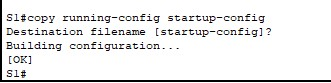 S1#copy running-config startup-config
Destination filename [startup-config]?
Building configuration...
[OK]
S1#